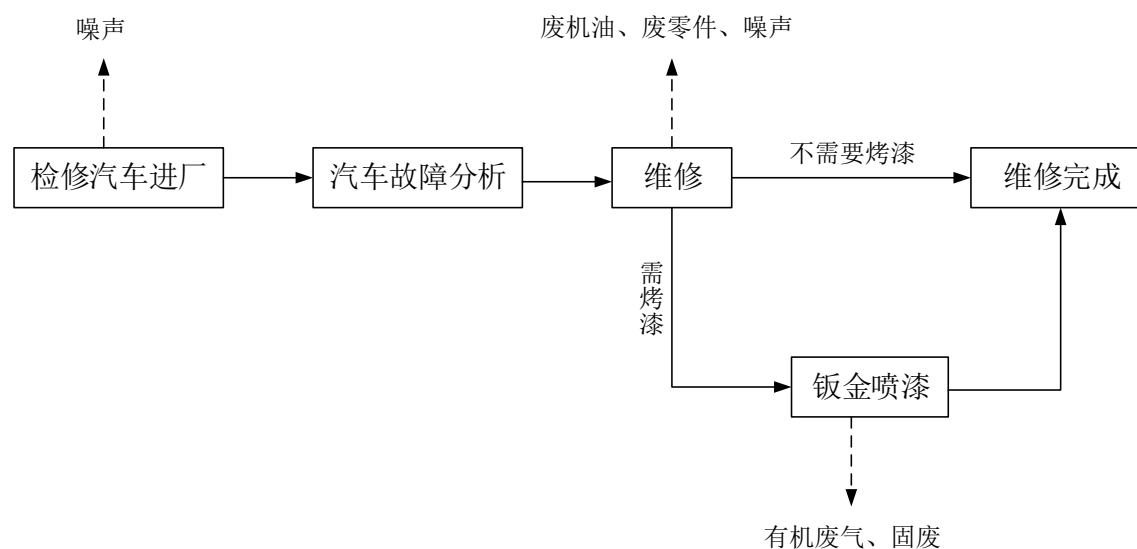 噪声
废机油、废零件、噪声
检修汽车进厂
汽车故障分析
维修
不需要烤漆
维修完成
需烤漆
钣金喷漆
有机废气、固废